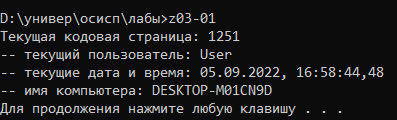 D:\универ\осисп\лабы>z03-01
Текущая кодовая страница: 1251
-- текущий пользователь: User
-- текущие дата и время: 05.09.2022, 16:58:44,48
-- имя компьютера: DESKTOP-M01CN9D
Для продолжения нажмите любую клавишу . . .